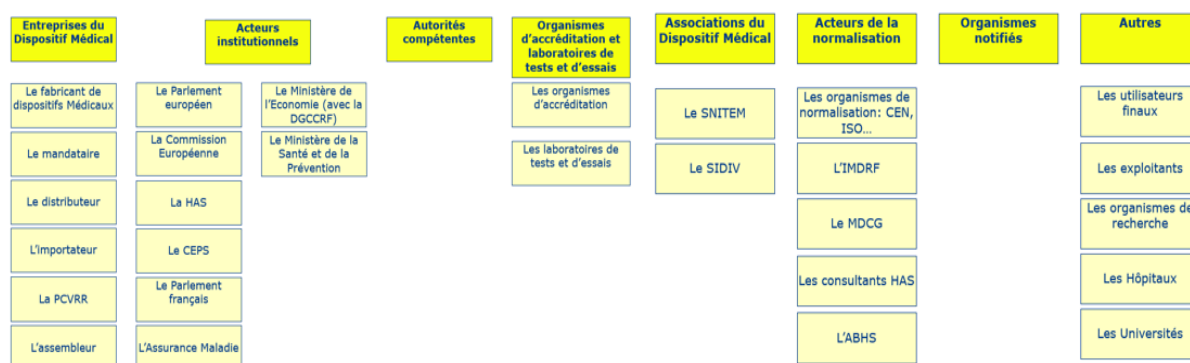 Entreprises du
Dispositif Médical
Acteurs
institutionnels
Autorités
compétentes
Organismes
d'accréditation et
laboratoires de
tests et d'essais
Associations du
Dispositif Médical
Acteurs de la
normalisation
Organismes
notifiés
Autres
Le fabricant de
dispositifs Médicaux
Le mandataire
Le distributeur
L'importateur
La PCVRR
L'assembleur
Le Parlement
européen
La Commission
Européenne
La HAS
Le CEPS
Le Parlement
français
L'Assurance Maladie
Le Ministère de
l'Economie (avec la
DGCCRF)
Le Ministère de la
Santé et de la
Prévention
Les organismes
d'accréditation
Les laboratoires de
tests et d'essais
Le SNITEM
Le SIDIV
Les organismes de
normalisation: CEN,
ISO...
L'IMDRF
Le MDCG
Les consultants HAS
L'ABHS
Les utilisateurs
finaux
Les exploitants
Les organismes de
recherche
Les Hôpitaux
Les Universités